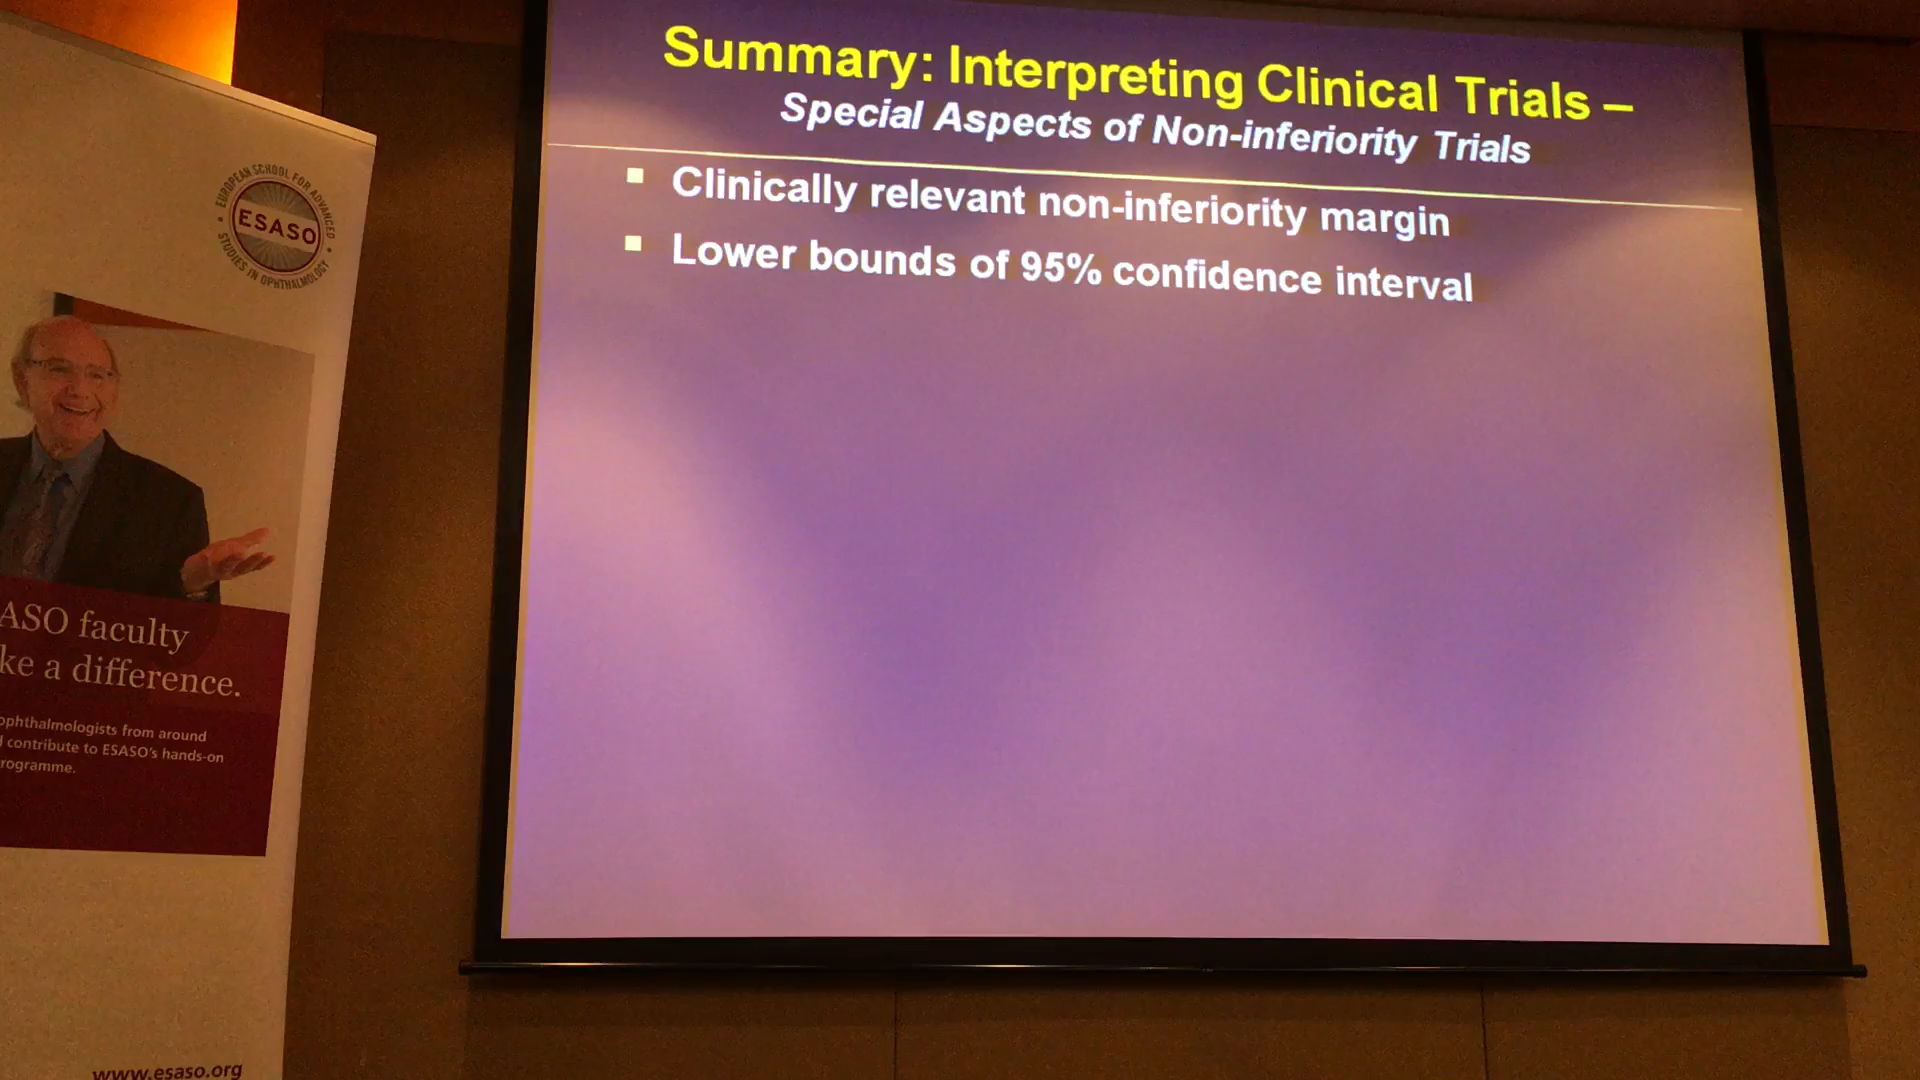 Summary: Interpreting Clinical Trials –
Special Aspects of Non-inferiority Trials
Clinically relevant non-inferiority margin
Lower bounds of 95% confidence interval
EUROPEAN SCHOOL FOR ADVANCED
ESASO
STUDIES IN OPHTHALMOLOGY
ASO faculty
ke a difference.
ophthalmologists from around
contribute to ESASO's hands-on
rogramme.
www.esaso.org